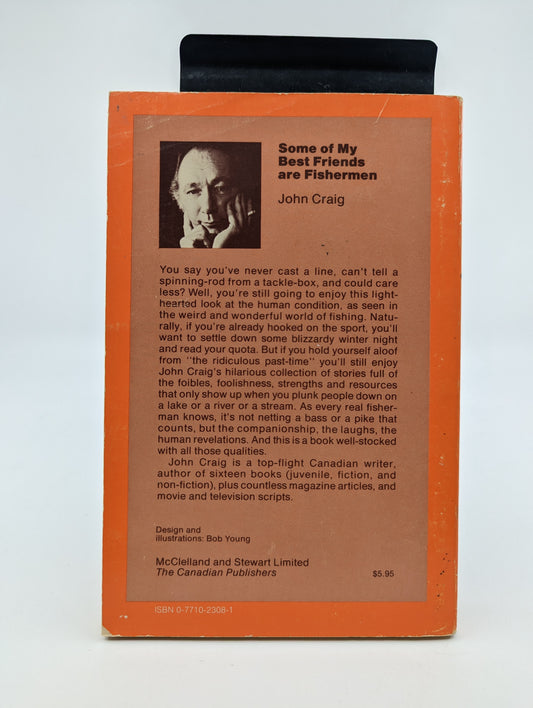 Some of My
Best Friends
are Fishermen
John Craig
You say you've never cast a line, can't tell a
spinning-rod from a tackle-box, and could care
less? Well, you're still going to enjoy this light-
hearted look at the human condition, as seen in
the weird and wonderful world of fishing. Natu-
rally, if you're already hooked on the sport, you'll
want to settle down some blizzardy winter night
and read your quota. But if you hold yourself aloof
from "the ridiculous past-time" you'll still enjoy
John Craig's hilarious collection of stories full of
the foibles, foolishness, strengths and resources
that only show up when you plunk people down on
a lake or a river or a stream. As every real fisher-
man knows, it's not netting a bass or a pike that
counts, but the companionship, the laughs, the
human revelations. And this is a book well-stocked
with all those qualities.
John Craig is a top-flight Canadian writer,
author of sixteen books (juvenile, fiction, and
non-fiction), plus countless magazine articles, and
movie and television scripts.
Design and
illustrations: Bob Young
McClelland and Stewart Limited
The Canadian Publishers
$5.95
ISBN 0-7710-2308-1